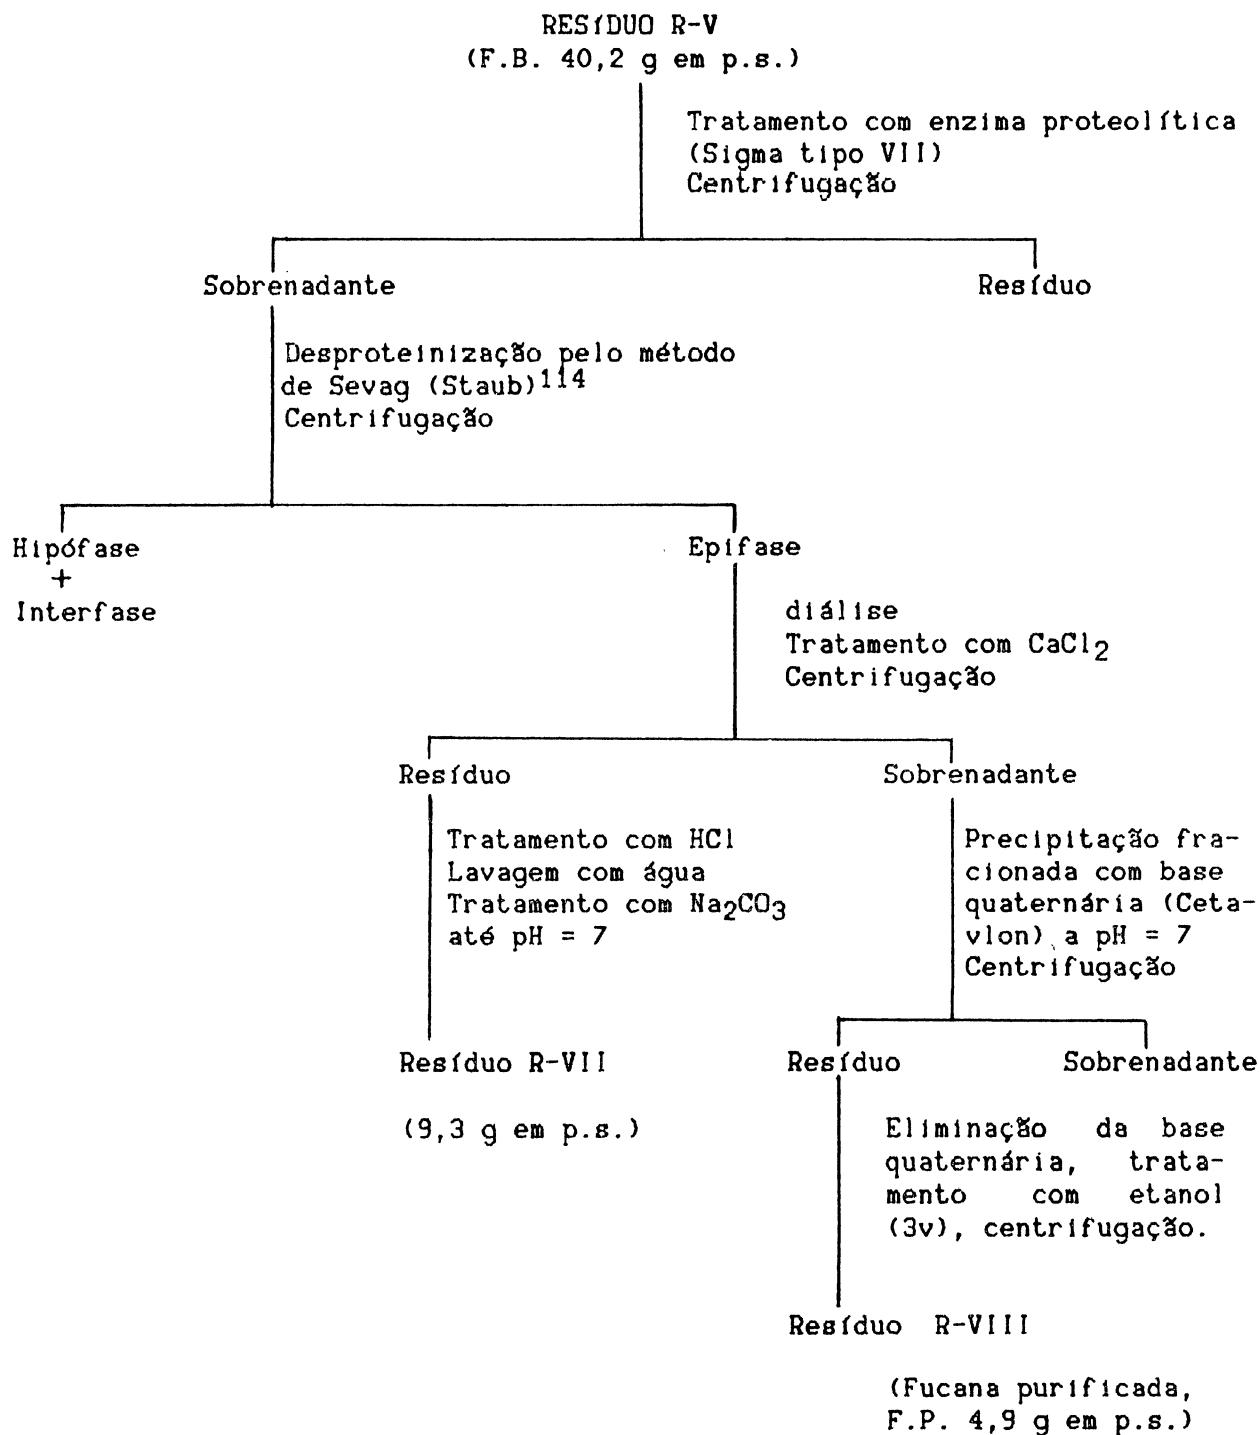 RESÍDUO R-V
(F.B. 40,2 g em p.s.)
Tratamento com enzima proteolítica
(Sigma tipo VII)
Centrifugação
Sobrenadante
Resíduo
Desproteinização pelo método
de Sevag (Staub)114
Centrifugação
Hipófase
+
Interfase
Epifase
diálise
Tratamento com CaCl2
Centrifugação
Resíduo
Sobrenadante
Tratamento com HCl
Lavagem com água
Tratamento com Na2CO3
até pH = 7
Precipitação fra-
cionada com base
quaternária (Ceta-
vlon) a pH = 7
Centrifugação
Resíduo R-VII
(9,3 g em p.s.)
Resíduo
Sobrenadante
Eliminação da base
quaternária, trata-
mento com etanol
(3v), centrifugação.
Resíduo R-VIII
(Fucana purificada,
F.P. 4,9 g em p.s.)